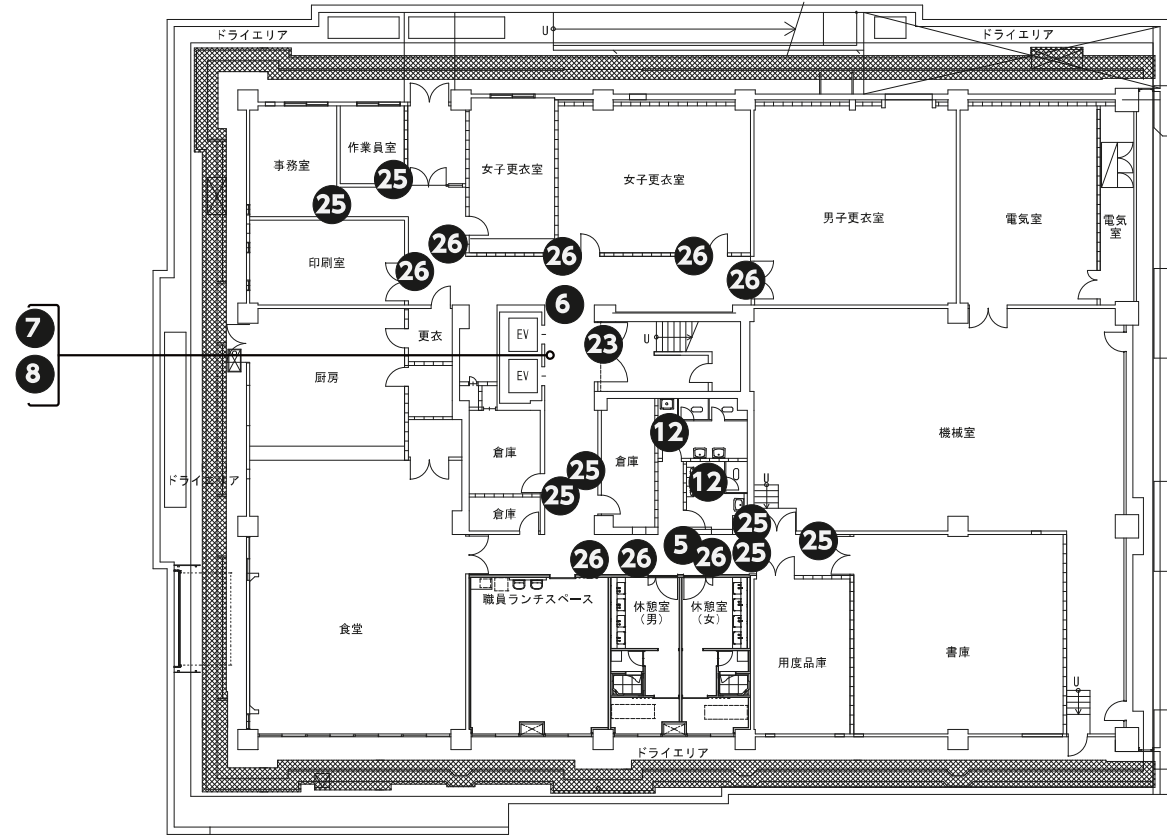 U
ドライエリア
ドライエリア
作業員室
事務室
女子更衣室
女子更衣室
男子更衣室
電気室
電気
室
25
25
印刷室
26
26
26
26
26
6
7
8
EV
EV
更衣
23
U
厨房
12
倉庫
倉庫
機械室
ドライエリア
25
12
U
25
倉庫
25
25
25
5
26
26
26
職員ランチスペース
休憩室
（男）
休憩室
（女）
食堂
用度品庫
書庫
U
ドライエリア